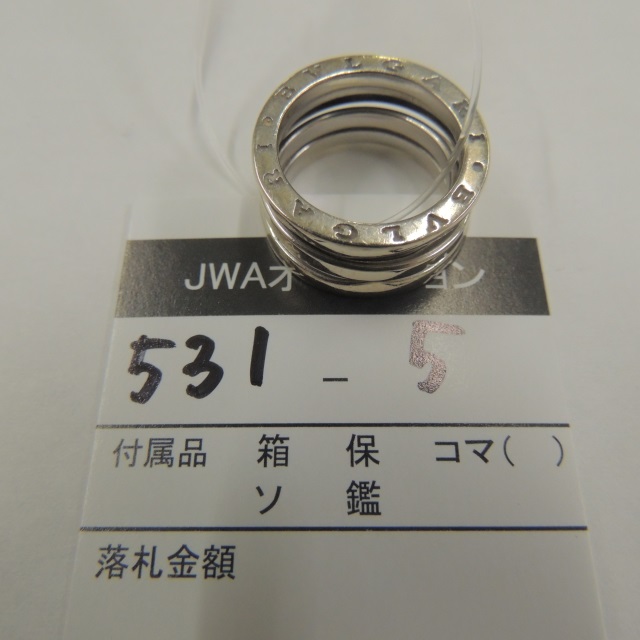 BVLGARI • BVLGARI •
JWAオ ョン
531 - 5
付属品 箱 保 コマ( )
ソ 鑑
落札金額